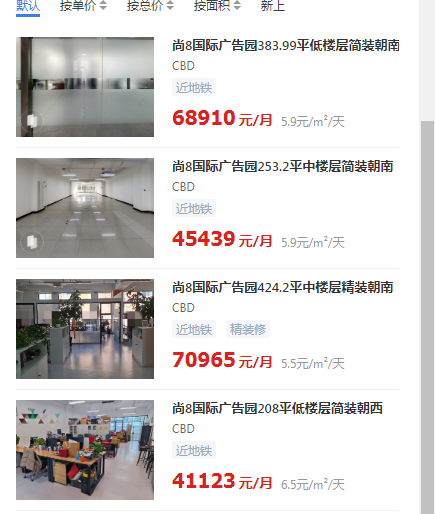 默认 按单价 按总价 按面积 新上
尚8国际广告园383.99平低楼层简装朝南
CBD
近地铁
68910 元/月 5.9元/m²/天
尚8国际广告园253.2平中楼层简装朝南
CBD
近地铁
45439 元/月 5.9元/m²/天
尚8国际广告园424.2平中楼层精装朝南
CBD
近地铁 精装修
70965 元/月 5.5元/m²/天
尚8国际广告园208平低楼层简装朝西
CBD
近地铁
41123 元/月 6.5元/m²/天